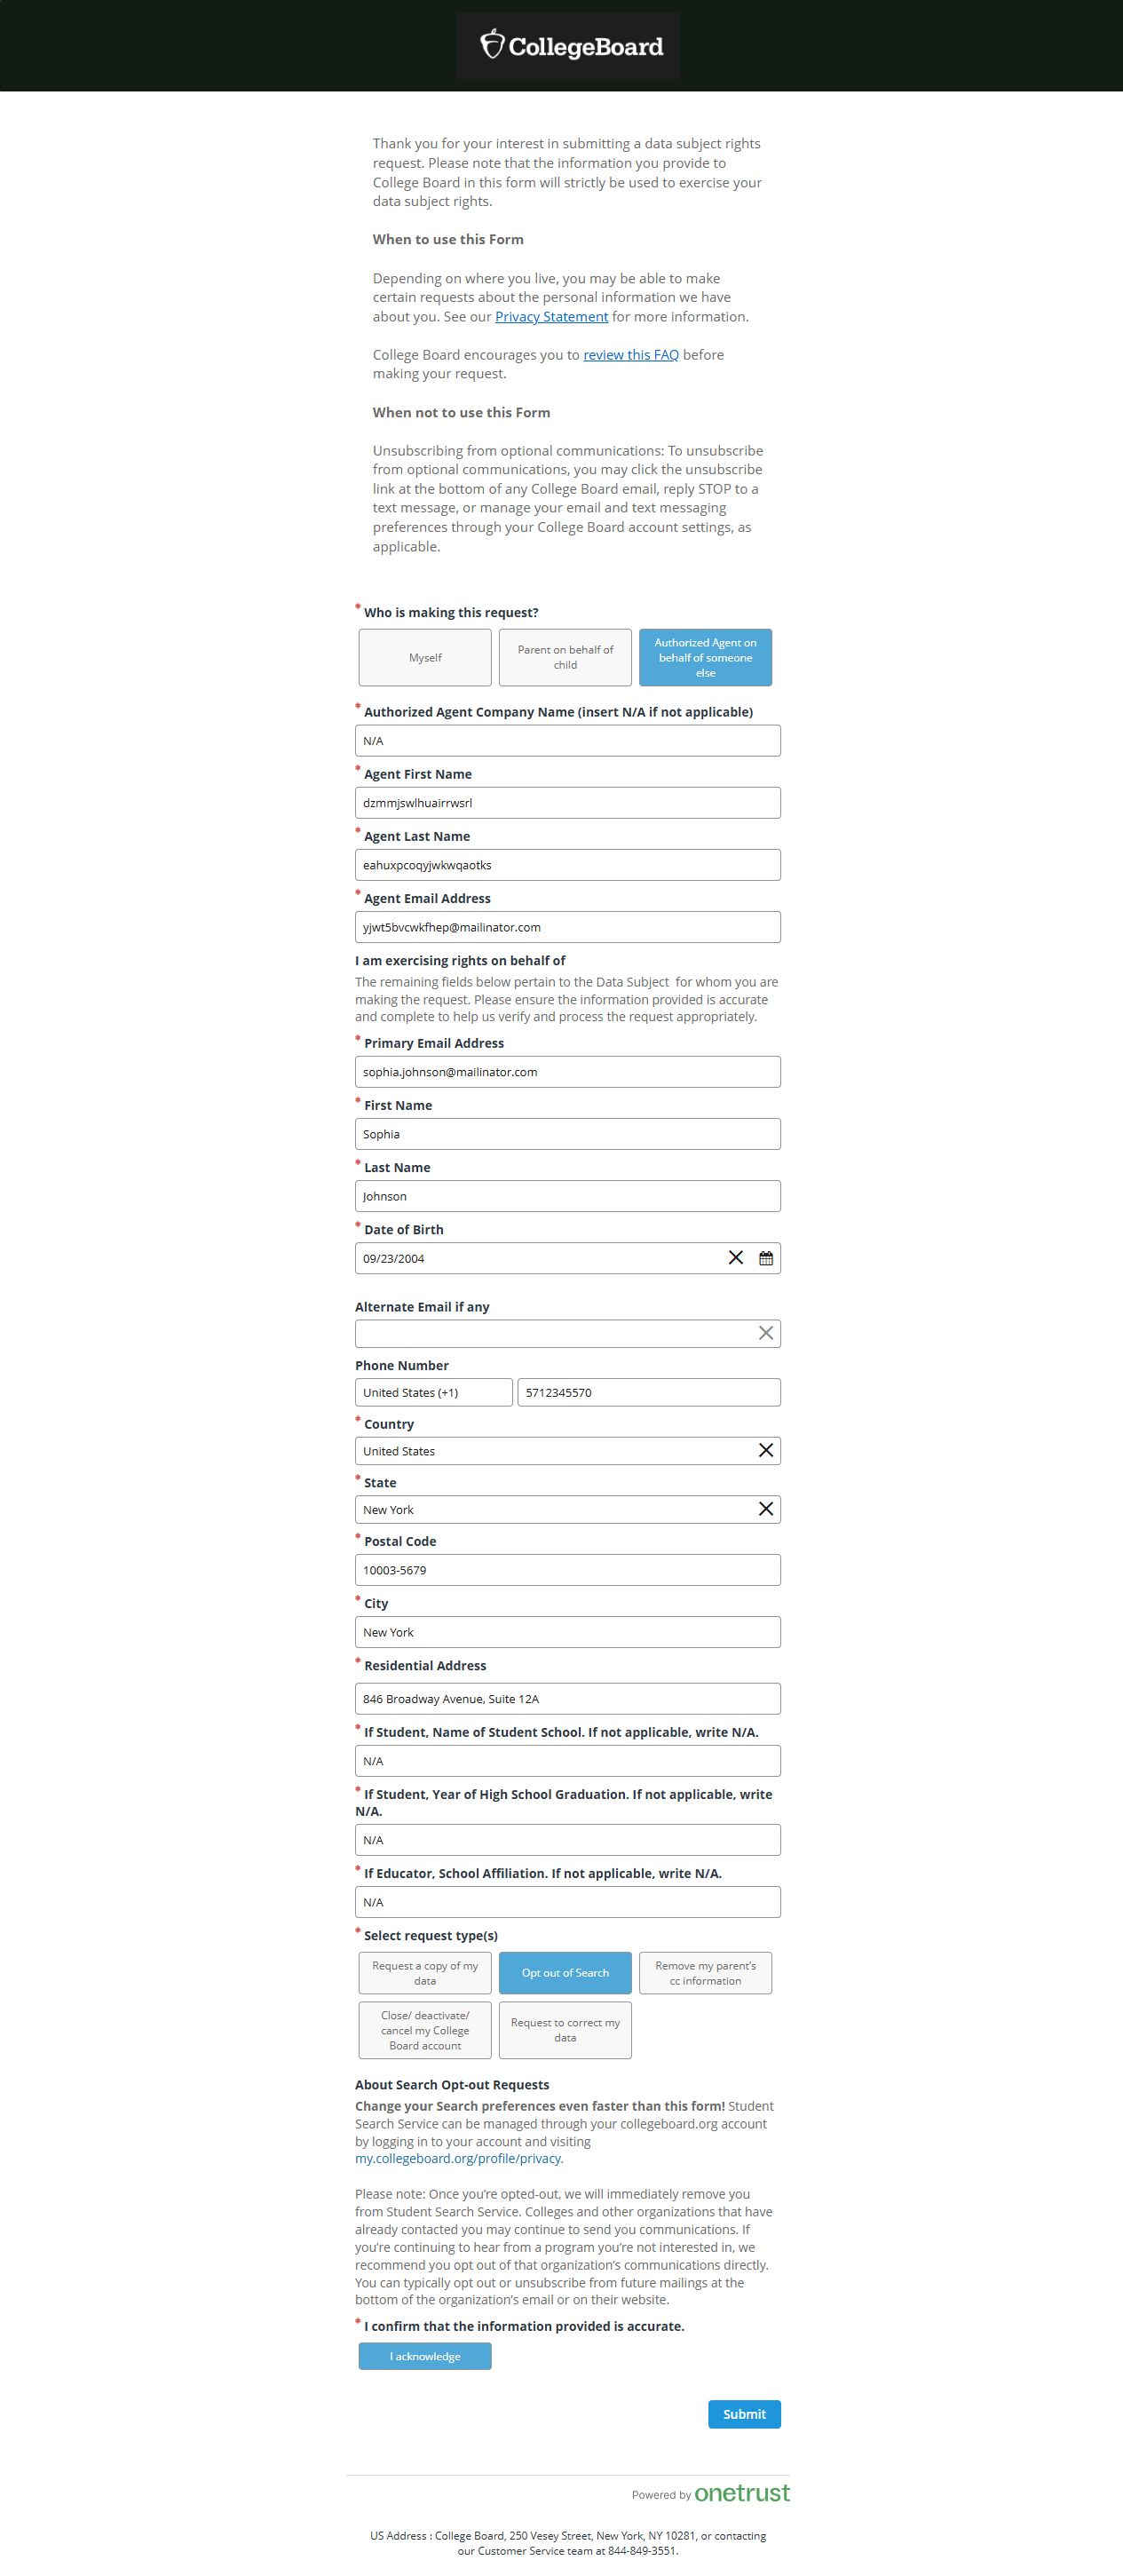 CollegeBoard
Thank you for your interest in submitting a data subject rights
request. Please note that the information you provide to
College Board in this form will strictly be used to exercise your
data subject rights.
When to use this Form
Depending on where you live, you may be able to make
certain requests about the personal information we have
about you. See our Privacy Statement for more information.
College Board encourages you to review this FAQ before
making your request.
When not to use this Form
Unsubscribing from optional communications: To unsubscribe
from optional communications, you may click the unsubscribe
link at the bottom of any College Board email, reply STOP to a
text message, or manage your email and text messaging
preferences through your College Board account settings, as
applicable.
* Who is making this request?
Myself
Parent on behalf of
child
Authorized Agent on
behalf of someone
else
* Authorized Agent Company Name (insert N/A if not applicable)
N/A
* Agent First Name
dzmmjswlhuairrwsrl
* Agent Last Name
eahuxpcoqyjwkwqaotks
* Agent Email Address
yjwt5bvcwkfhep@mailinator.com
I am exercising rights on behalf of
The remaining fields below pertain to the Data Subject for whom you are
making the request. Please ensure the information provided is accurate
and complete to help us verify and process the request appropriately.
* Primary Email Address
sophia.johnson@mailinator.com
* First Name
Sophia
* Last Name
Johnson
* Date of Birth
09/23/2004
Alternate Email if any
Phone Number
United States (+1) 5712345570
* Country
United States
* State
New York
* Postal Code
10003-5679
* City
New York
* Residential Address
846 Broadway Avenue, Suite 12A
* If Student, Name of Student School. If not applicable, write N/A.
N/A
* If Student, Year of High School Graduation. If not applicable, write
N/A.
N/A
* If Educator, School Affiliation. If not applicable, write N/A.
N/A
* Select request type(s)
Request a copy of my
data
Opt out of Search
Remove my parent's
cc information
Close/ deactivate/
cancel my College
Board account
Request to correct my
data
About Search Opt-out Requests
Change your Search preferences even faster than this form! Student
Search Service can be managed through your collegeboard.org account
by logging in to your account and visiting
my.collegeboard.org/profile/privacy.
Please note: Once you're opted-out, we will immediately remove you
from Student Search Service. Colleges and other organizations that have
already contacted you may continue to send you communications. If
you're continuing to hear from a program you're not interested in, we
recommend you opt out of that organization's communications directly.
You can typically opt out or unsubscribe from future mailings at the
bottom of the organization's email or on their website.
* I confirm that the information provided is accurate.
I acknowledge
Submit
Powered by onetrust
US Address : College Board, 250 Vesey Street, New York, NY 10281, or contacting
our Customer Service team at 844-849-3551.